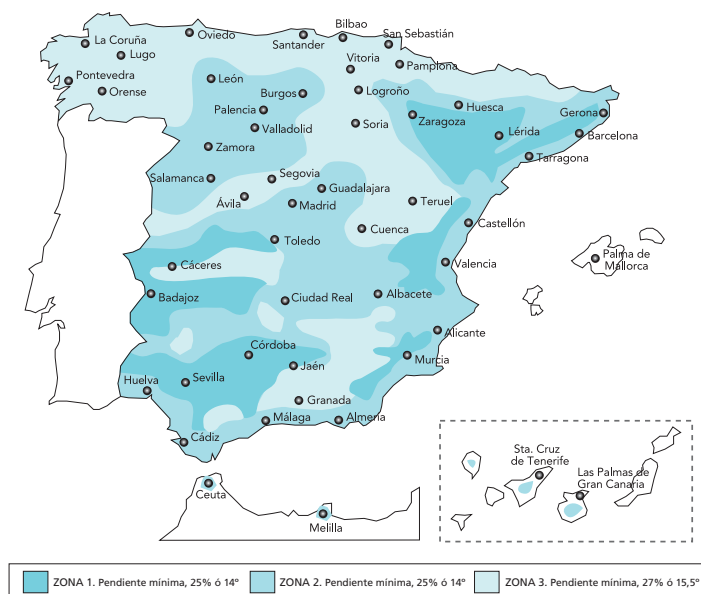 Bilbao
Oviedo
San Sebastián
La Coruña
Santander
Lugo
Vitoria
Pamplona
Pontevedra
León
Orense
Burgos
Logroño
Huesca
Palencia
Gerona
Zaragoza
Soria
Valladolid
Lérida
Barcelona
Zamora
Tarragona
Segovia
Salamanca
Guadalajara
Ávila
Madrid
Teruel
Castellón
Cuenca
Toledo
Palma de
Mallorca
Cáceres
Valencia
Badajoz
Ciudad Real
Albacete
Alicante
Córdoba
Murcia
Jaén
Huelva
Sevilla
Granada
Málaga
Almería
Cádiz
Sta. Cruz
de Tenerife
Las Palmas de
Gran Canaria
Ceuta
Melilla
ZONA 1. Pendiente mínima, 25% ó 14º
ZONA 2. Pendiente mínima, 25% ó 14º
ZONA 3. Pendiente mínima, 27% ó 15,5º